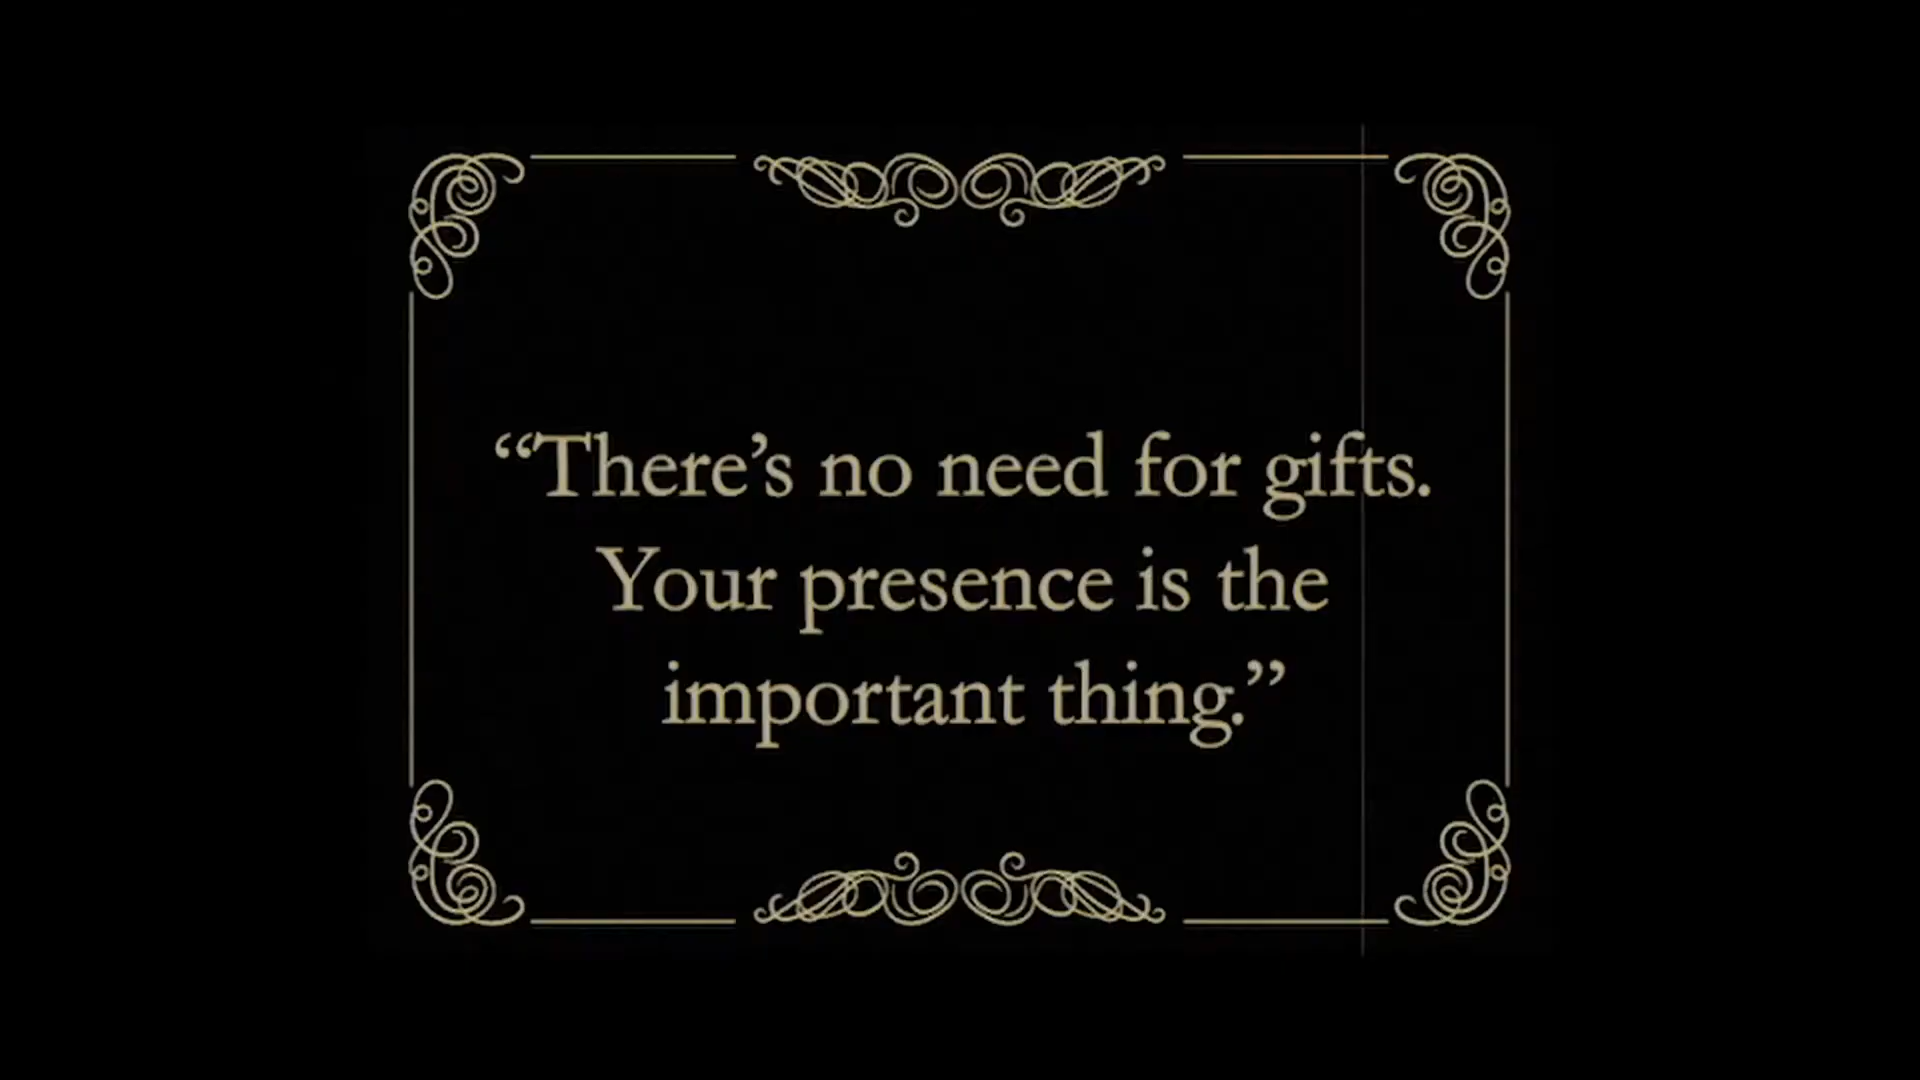 “There’s no need for gifts.
Your presence is the
important thing.”